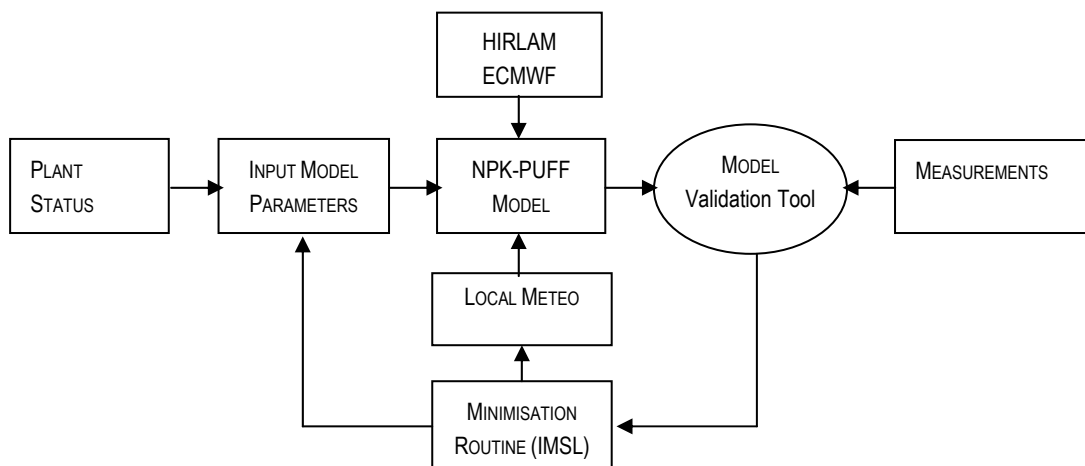 HIRLAM
ECMWF
PLANT
STATUS
INPUT MODEL
PARAMETERS
NPK-PUFF
MODEL
MODEL
Validation Tool
MEASUREMENTS
LOCAL METEO
MINIMISATION
ROUTINE (IMSL)